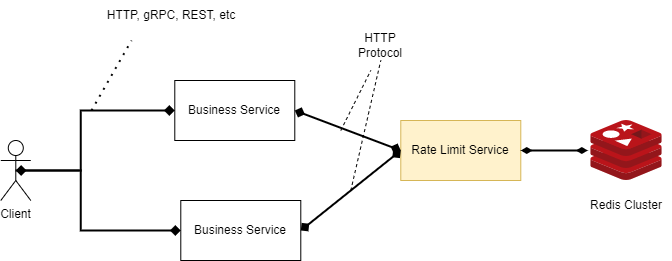 HTTP, gRPC, REST, etc
HTTP
Protocol
Business Service
Rate Limit Service
Client
Business Service
Redis Cluster